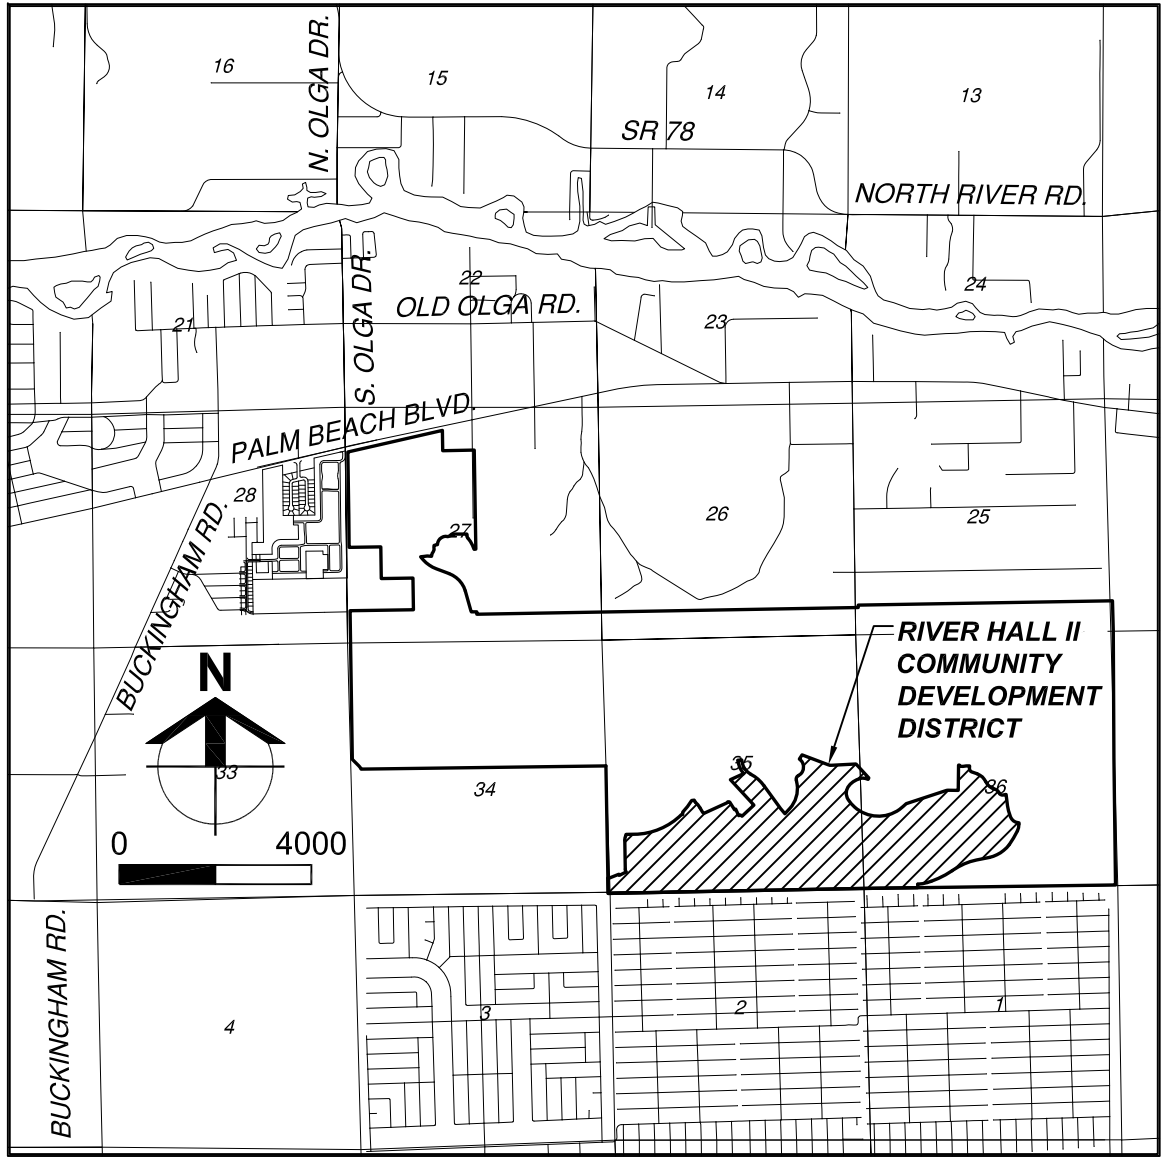 16
15
14
13
N. OLGA DR.
SR 78
NORTH RIVER RD.
22
24
21
S. OLGA DR.
OLD OLGA RD.
23
PALM BEACH BLVD.
28
27
26
25
BUCKINGHAM RD.
RIVER HALL II
COMMUNITY
DEVELOPMENT
DISTRICT
N
33
34
35
36
0 4000
BUCKINGHAM RD.
4
3
2
1